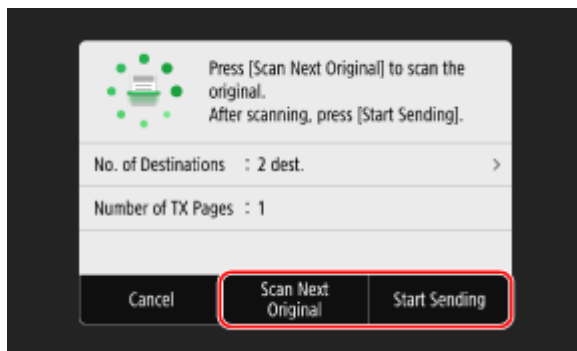 Press [Scan Next Original] to scan the
original.
After scanning, press [Start Sending].
No. of Destinations : 2 dest. >
Number of TX Pages : 1
Cancel
Scan Next
Original
Start Sending